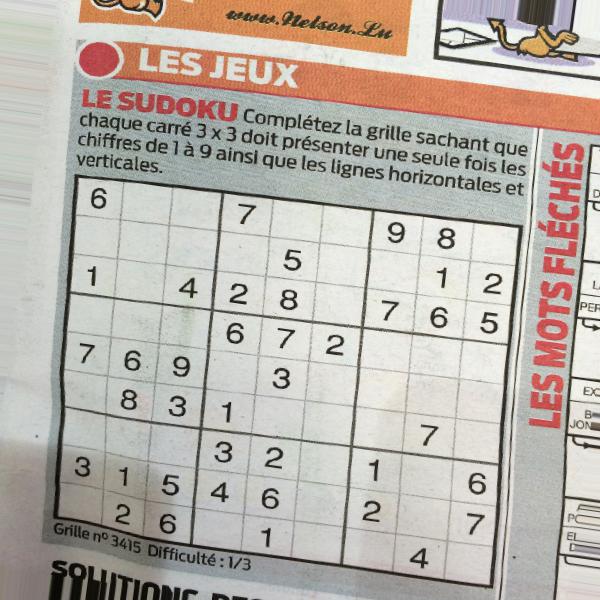 www.Nelson.Lu
LES JEUX
LE SUDOKU Complétez la grille sachant que
chaque carré 3 x 3 doit présenter une seule fois les
chiffres de 1 à 9 ainsi que les lignes horizontales et
verticales.
6 7 9 8
5 1 2
1 4 2 8 7 6 5
6 7 2
7 6 9 3
8 3 1 7
3 2 1 6
3 1 5 4 6 2 7
2 6 1 4
Grille nº 3415 Difficulté : 1/3
LES MOTS FLÉCHÉS
PER
JON